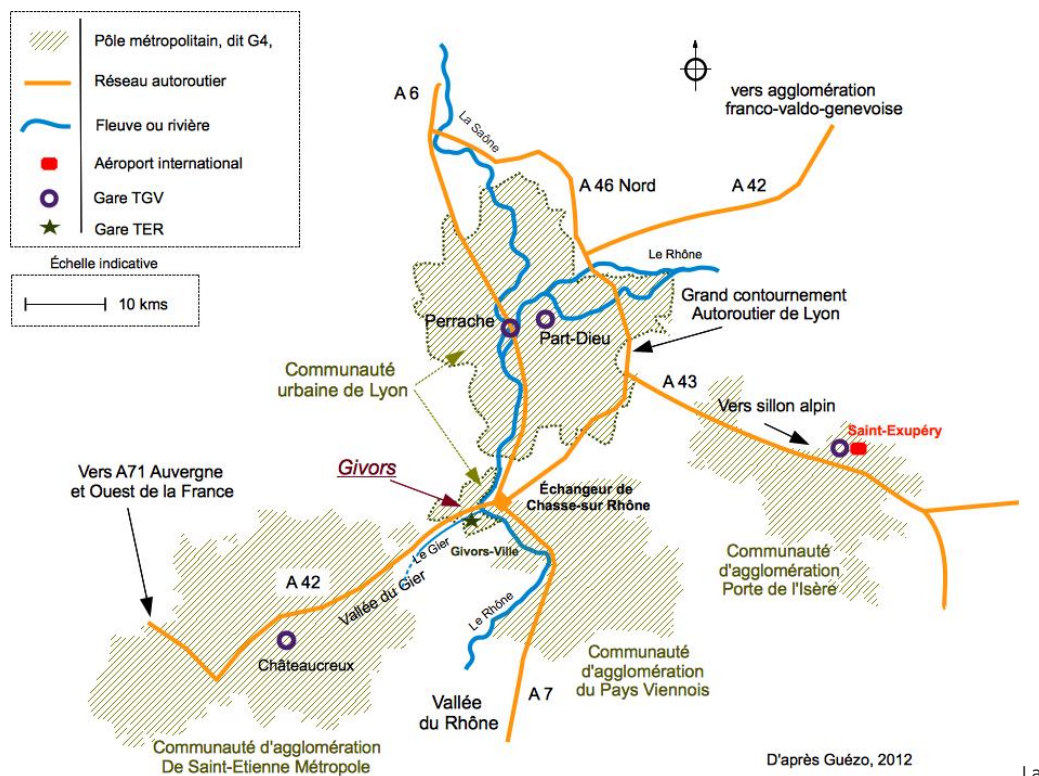 Pôle métropolitain, dit G4,
Réseau autoroutier
Fleuve ou rivière
Aéroport international
Gare TGV
Gare TER
Échelle indicative
10 kms
A 6
La Saône
vers agglomération
franco-valdo-genevoise
A 46 Nord
A 42
Le Rhône
Grand contournement
Autoroutier de Lyon
Perrache
Part-Dieu
Communauté
urbaine de Lyon
A 43
Vers sillon alpin
Saint-Exupéry
Vers A71 Auvergne
et Ouest de la France
Givors
Échangeur de
Chasse-sur Rhône
Givors-Ville
Le Gier
Vallée du Gier
A 42
Communauté
d'agglomération
Porte de l'Isère
Le Rhône
Châteaucreux
Communauté
d'agglomération
du Pays Viennois
Vallée
du Rhône
A 7
Communauté d'agglomération
De Saint-Etienne Métropole
D'après Guézo, 2012
La